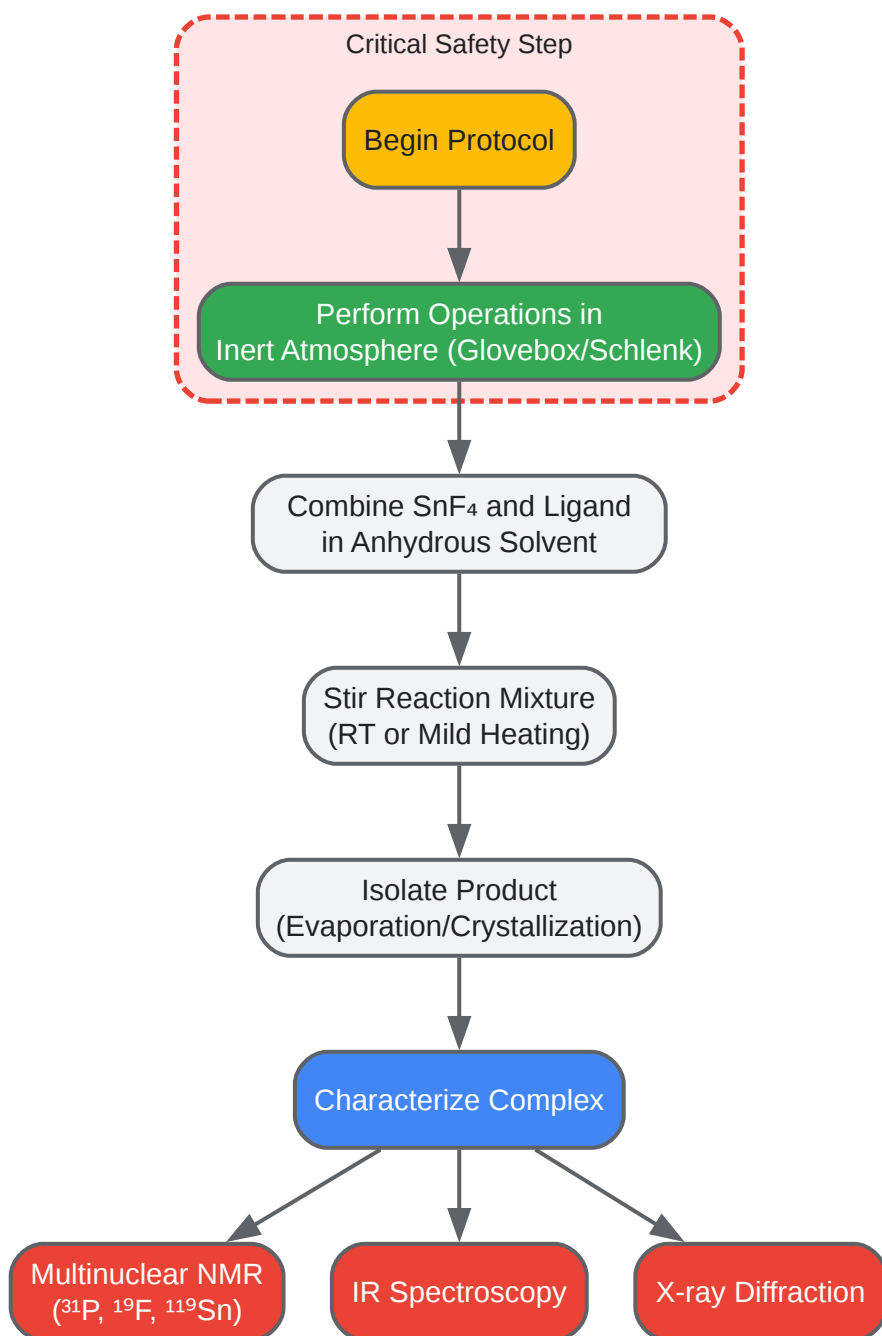 Critical Safety Step
Begin Protocol
Perform Operations in
Inert Atmosphere (Glovebox/Schlenk)
Combine SnF₄ and Ligand
in Anhydrous Solvent
Stir Reaction Mixture
(RT or Mild Heating)
Isolate Product
(Evaporation/Crystallization)
Characterize Complex
Multinuclear NMR
(³¹P, ¹⁹F, ¹¹⁹Sn)
IR Spectroscopy
X-ray Diffraction